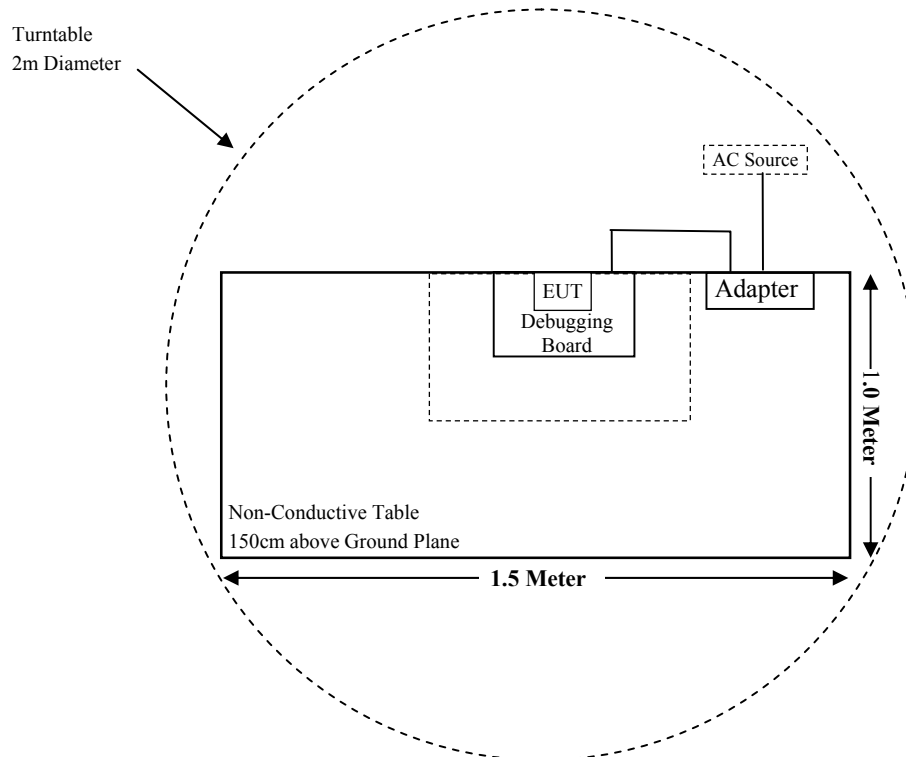 Turntable
2m Diameter
AC Source
EUT
Adapter
Debugging
Board
1.0 Meter
Non-Conductive Table
150cm above Ground Plane
1.5 Meter